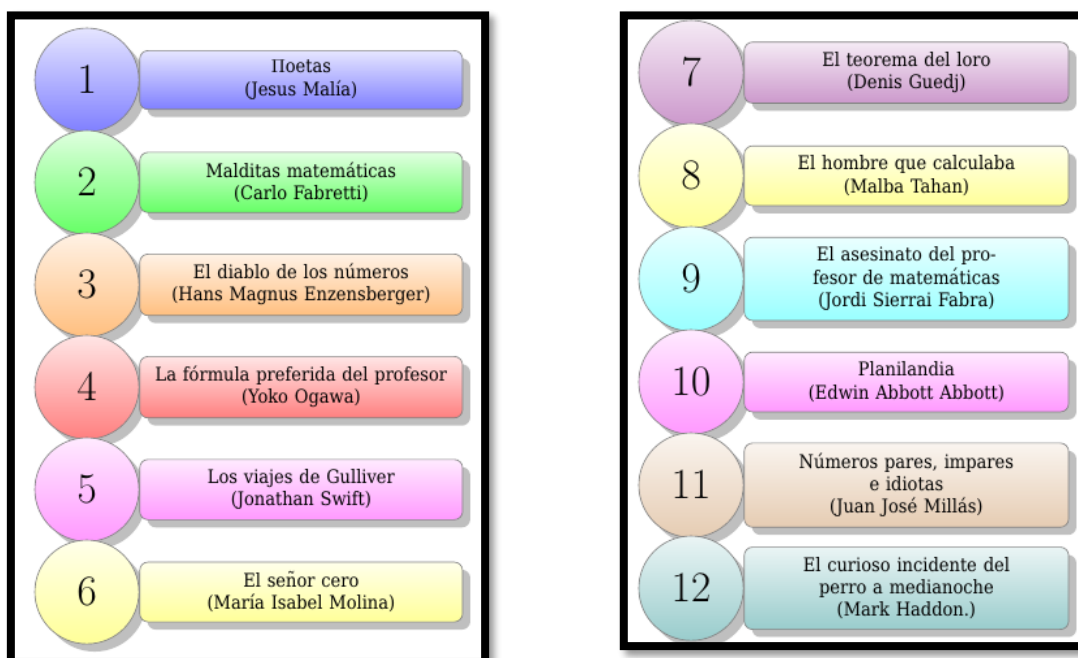 1
Πoetas
(Jesus Malía)
2
Malditas matemáticas
(Carlo Fabretti)
3
El diablo de los números
(Hans Magnus Enzensberger)
4
La fórmula preferida del profesor
(Yoko Ogawa)
5
Los viajes de Gulliver
(Jonathan Swift)
6
El señor cero
(María Isabel Molina)
7
El teorema del loro
(Denis Guedj)
8
El hombre que calculaba
(Malba Tahan)
9
El asesinato del pro-
fesor de matemáticas
(Jordi Sierrai Fabra)
10
Planilandia
(Edwin Abbott Abbott)
11
Números pares, impares
e idiotas
(Juan José Millás)
12
El curioso incidente del
perro a medianoche
(Mark Haddon.)